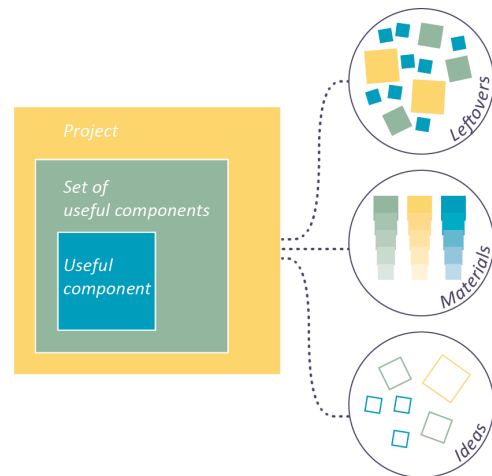 Project
Set of
useful components
Useful
component
Leftovers
Materials
Ideas